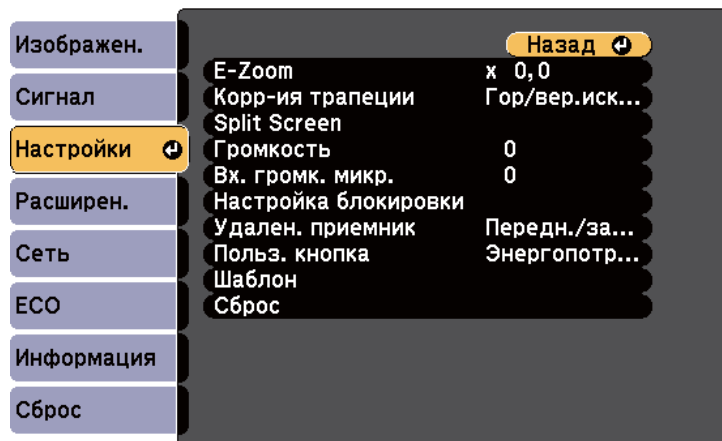 Изображен.
Сигнал
Настройки
Расширен.
Сеть
ECO
Информация
Сброс
Назад
E-Zoom x 0,0
Корр-ия трапеции Гор/вер.иск...
Split Screen
Громкость 0
Вх. громк. микр. 0
Настройка блокировки
Удален. приемник Передн./за...
Польз. кнопка Энергопотр...
Шаблон
Сброс